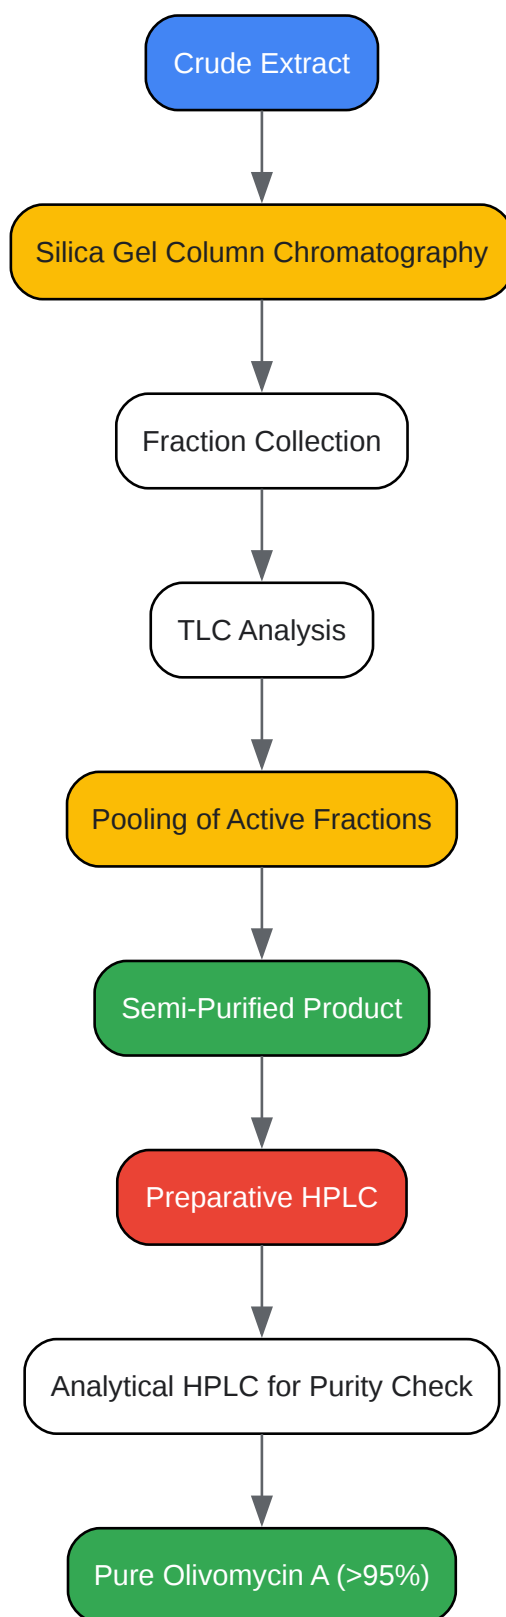 Crude Extract
Silica Gel Column Chromatography
Fraction Collection
TLC Analysis
Pooling of Active Fractions
Semi-Purified Product
Preparative HPLC
Analytical HPLC for Purity Check
Pure Olivomycin A (>95%)